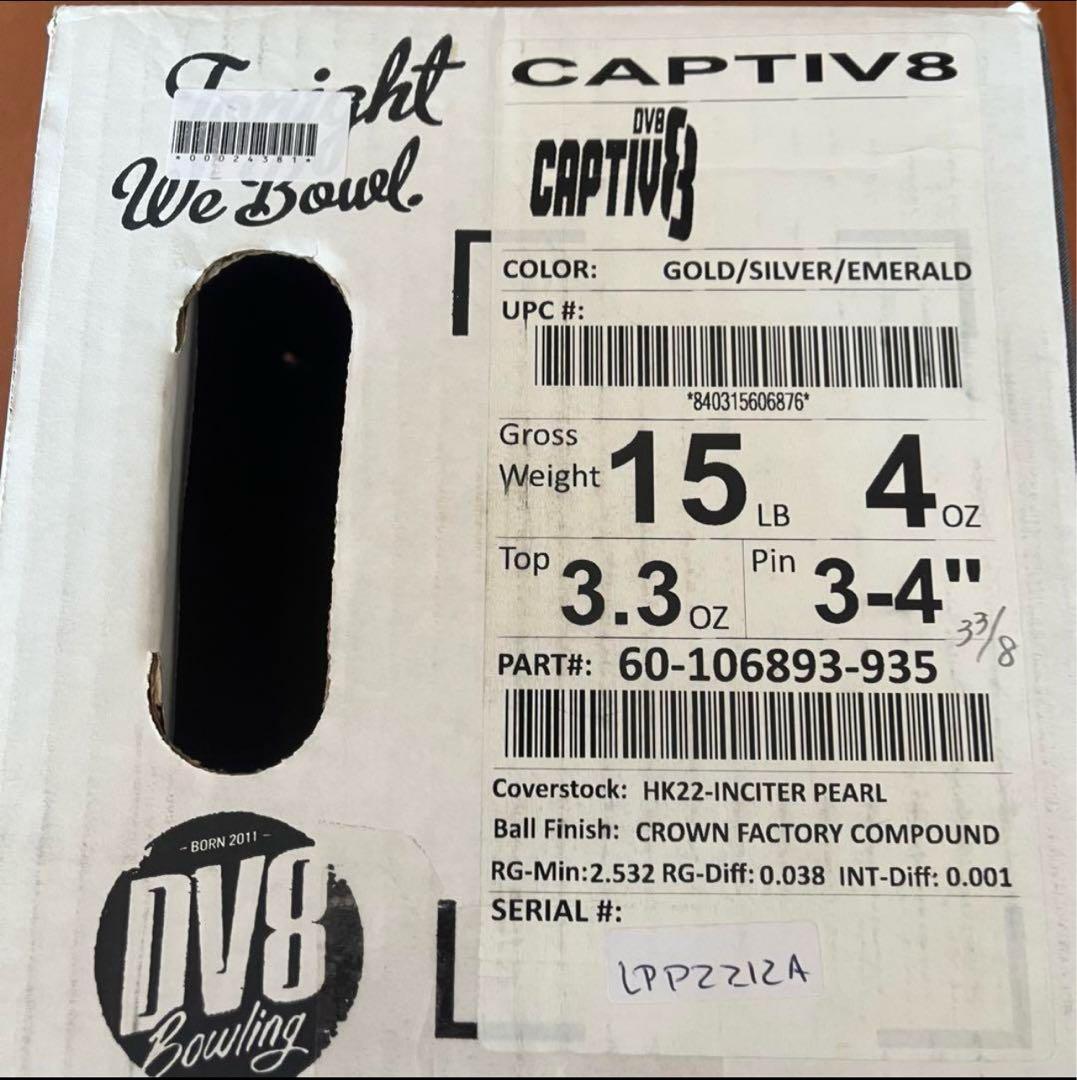 Tonight
*000024381*
We Bowl.
CAPTIV8
DV8
CAPTIV8
COLOR: GOLD/SILVER/EMERALD
UPC #:
*840315606876*
Gross Weight 15 LB 4 OZ
Top 3.3 OZ Pin 3-4"
3 3/8
PART#: 60-106893-935
Coverstock: HK22-INCITER PEARL
Ball Finish: CROWN FACTORY COMPOUND
RG-Min:2.532 RG-Diff: 0.038 INT-Diff: 0.001
SERIAL #:
LPP2212A
- BORN 2011 -
DV8
Bowling